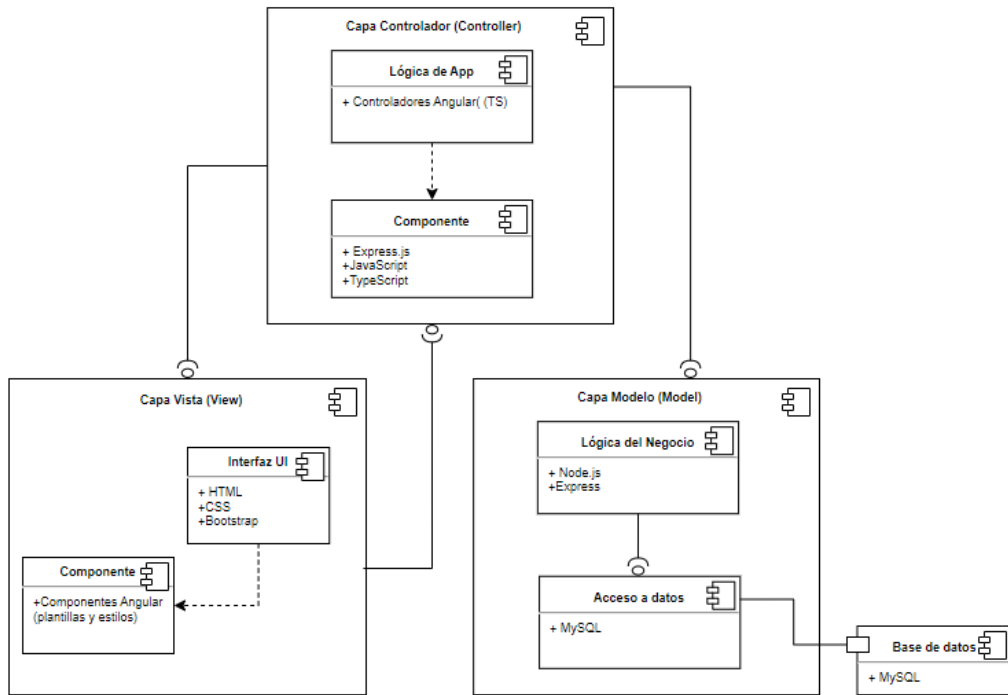 Capa Controlador (Controller)
Lógica de App
+ Controladores Angular( (TS)
Componente
+ Express.js
+JavaScript
+TypeScript
Capa Vista (View)
Interfaz UI
+ HTML
+CSS
+Bootstrap
Componente
+Componentes Angular
(plantillas y estilos)
Capa Modelo (Model)
Lógica del Negocio
+ Node.js
+Express
Acceso a datos
+ MySQL
Base de datos
+ MySQL